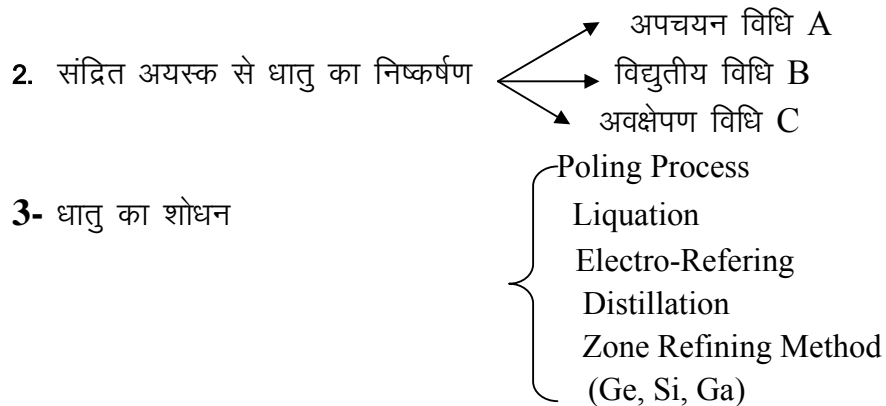 अपचयन विधि A
2. संद्रित अयस्क से धातु का निष्कर्षण
विद्युतीय विधि B
अवक्षेपण विधि C
Poling Process
3- धातु का शोधन
Liquation
Electro-Refering
Distillation
Zone Refining Method
(Ge, Si, Ga)